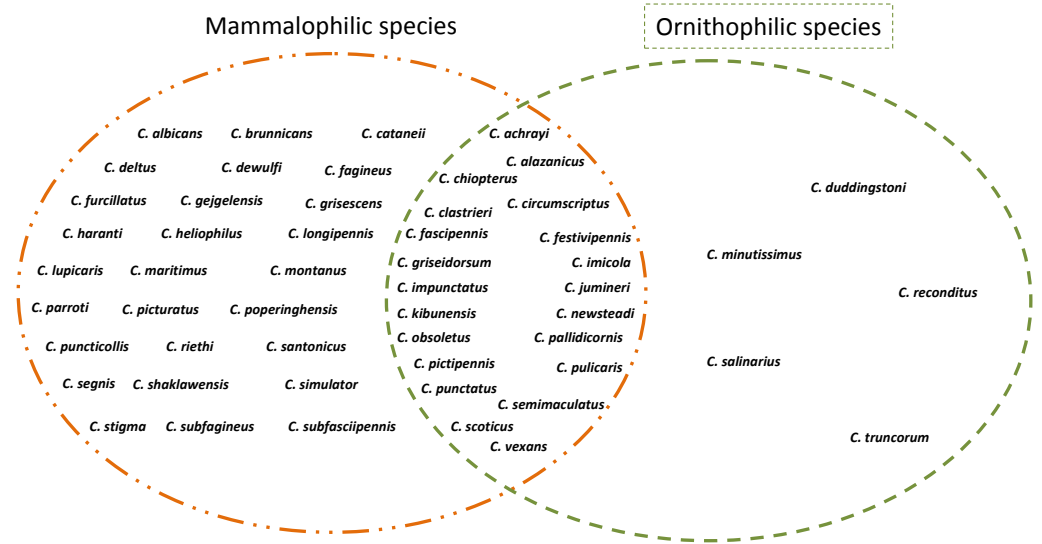 Mammalophilic species
Ornithophilic species
C. albicans C. brunnicans C. cataneii C. achrayi
C. alazanicus
C. deltus C. dewulfi C. fagineus
C. chiopterus
C. duddingstoni
C. furcillatus C. gejgelensis C. grisescens C. circumscriptus
C. clastrieri
C. haranti C. heliophilus C. longipennis C. fascipennis C. festivipennis
C. minutissimus
C. griseidorsum C. imicola
C. lupicaris C. maritimus C. montanus
C. impunctatus C. jumineri
C. reconditus
C. parroti C. picturatus C. poperinghensis C. kibunensis C. newsteadi
C. obsoletus C. pallidicornis
C. puncticollis C. riethi C. santonicus
C. pictipennis C. pulicaris C. salinarius
C. segnis C. shaklawensis C. simulator C. punctatus
C. semimaculatus
C. stigma C. subfagineus C. subfasciipennis C. scoticus
C. truncorum
C. vexans